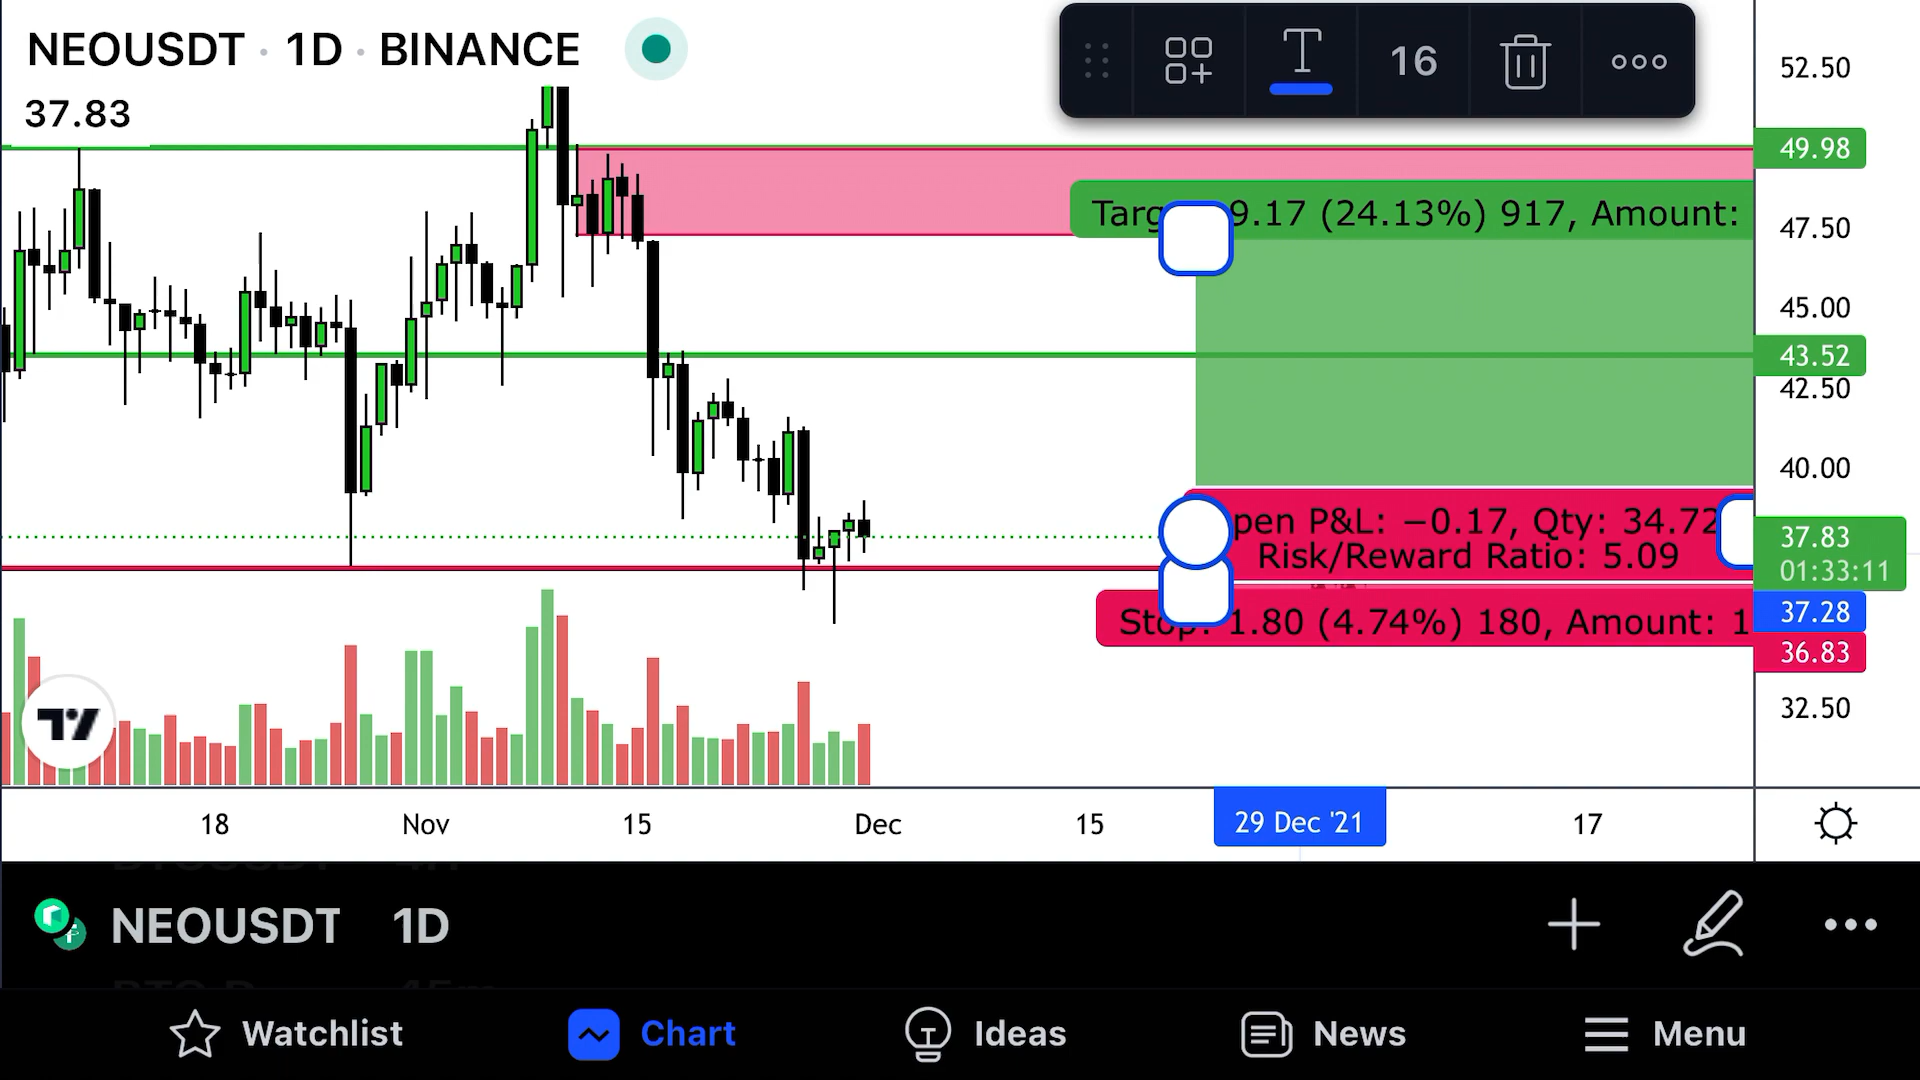 NEOUSDT · 1D · BINANCE
37.83
16
52.50
49.98
Targ 9.17 (24.13%) 917, Amount:
47.50
45.00
43.52
42.50
40.00
pen P&L: −0.17, Qty: 34.72
Risk/Reward Ratio: 5.09
37.83
01:33:11
37.28
Stop: 1.80 (4.74%) 180, Amount: 1
36.83
32.50
18 Nov 15 Dec 15 29 Dec '21 17
NEOUSDT 1D
Watchlist Chart Ideas News Menu